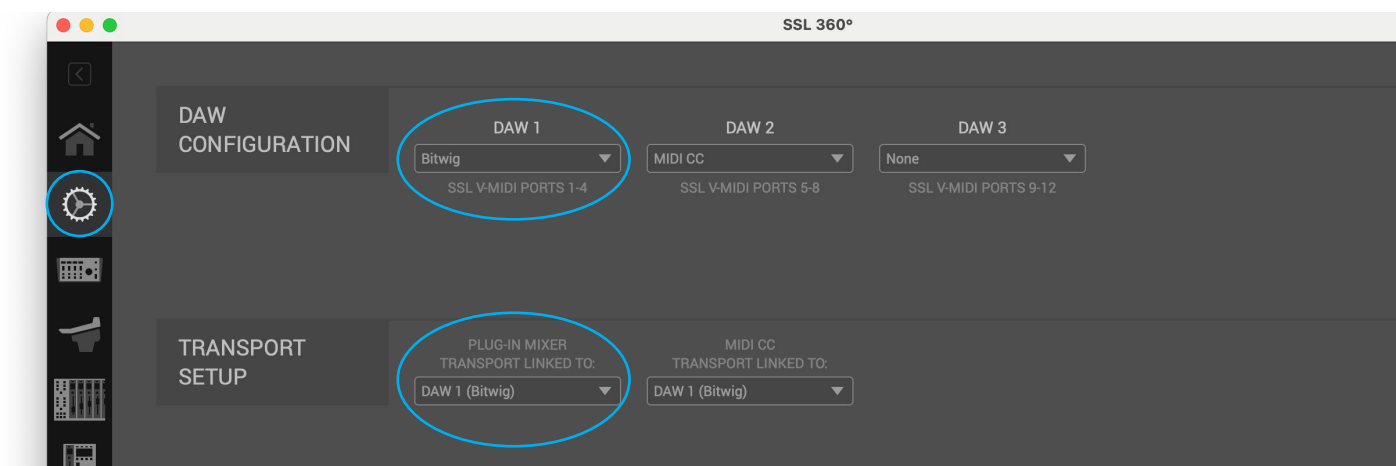 SSL 360°
DAW
CONFIGURATION
DAW 1
Bitwig
SSL V-MIDI PORTS 1-4
DAW 2
MIDI CC
SSL V-MIDI PORTS 5-8
DAW 3
None
SSL V-MIDI PORTS 9-12
TRANSPORT
SETUP
PLUG-IN MIXER
TRANSPORT LINKED TO:
DAW 1 (Bitwig)
MIDI CC
TRANSPORT LINKED TO:
DAW 1 (Bitwig)